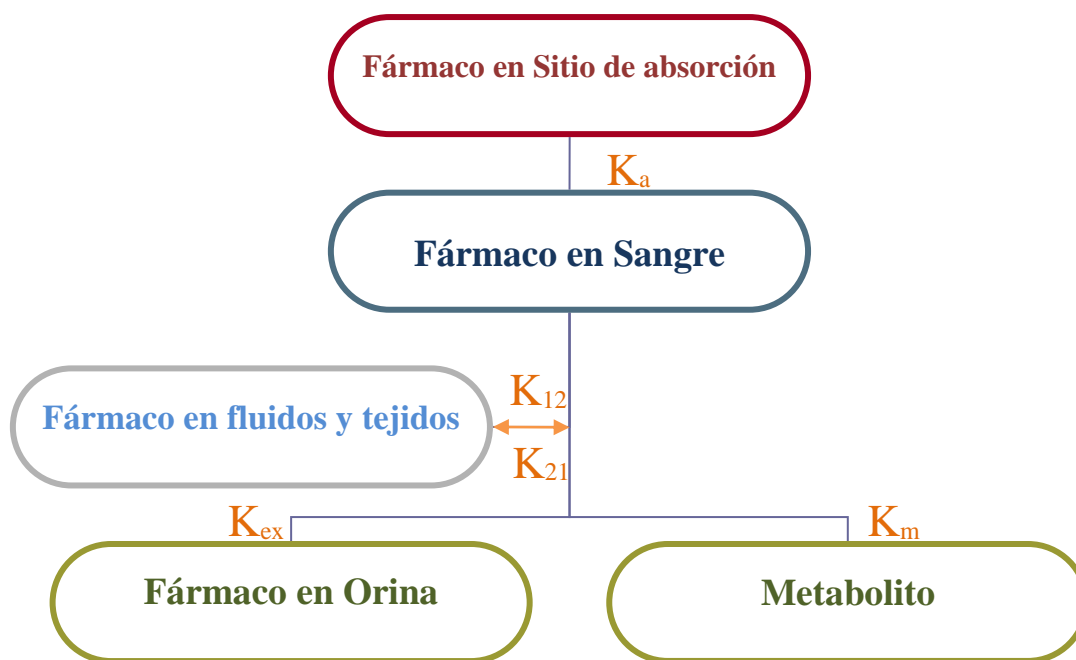 Fármaco en Sitio de absorción
Ka
Fármaco en Sangre
K12
Fármaco en fluidos y tejidos
K21
Kex
Km
Fármaco en Orina
Metabolito